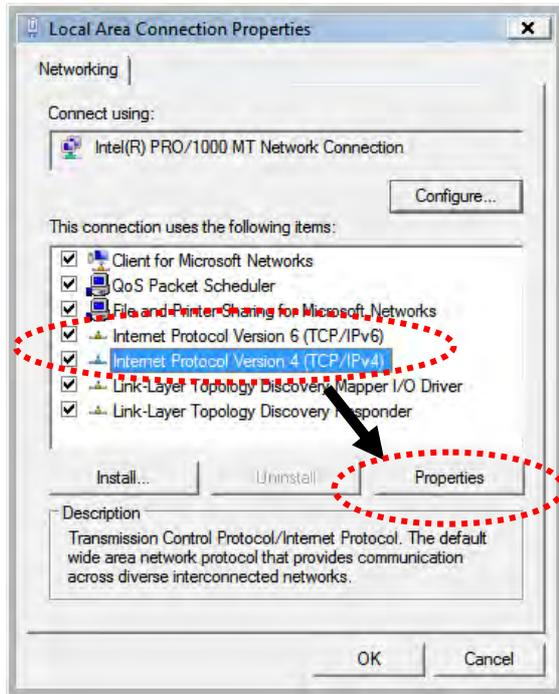 Local Area Connection Properties
Networking
Connect using:
Intel(R) PRO/1000 MT Network Connection
Configure...
This connection uses the following items:
Client for Microsoft Networks
QoS Packet Scheduler
File and Printer Sharing for Microsoft Networks
Internet Protocol Version 6 (TCP/IPv6)
Internet Protocol Version 4 (TCP/IPv4)
Link-Layer Topology Discovery Mapper I/O Driver
Link-Layer Topology Discovery Responder
Install... Uninstall Properties
Description
Transmission Control Protocol/Internet Protocol. The default
wide area network protocol that provides communication
across diverse interconnected networks.
OK Cancel